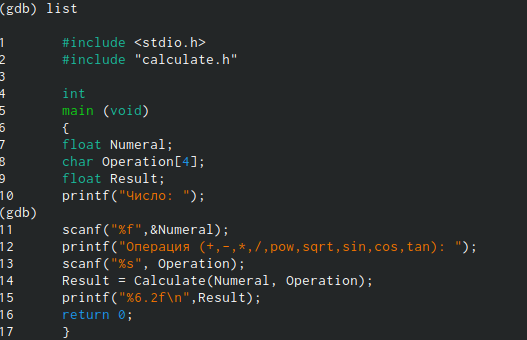 (gdb) list
1 #include <stdio.h>
2 #include "calculate.h"
3
4 int
5 main (void)
6 {
7 float Numeral;
8 char Operation[4];
9 float Result;
10 printf("Число: ");
(gdb)
11 scanf("%f",&Numeral);
12 printf("Операция (+,-,*,/,pow,sqrt,sin,cos,tan): ");
13 scanf("%s", Operation);
14 Result = Calculate(Numeral, Operation);
15 printf("%6.2f\n",Result);
16 return 0;
17 }